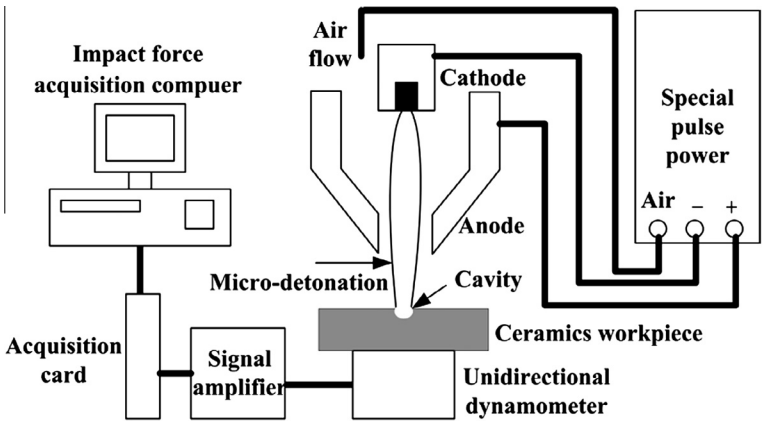 Impact force
acquisition compuer
Air
flow
Cathode
Special
pulse
power
Air − +
Anode
Micro-detonation
Cavity
Ceramics workpiece
Acquisition
card
Signal
amplifier
Unidirectional
dynamometer